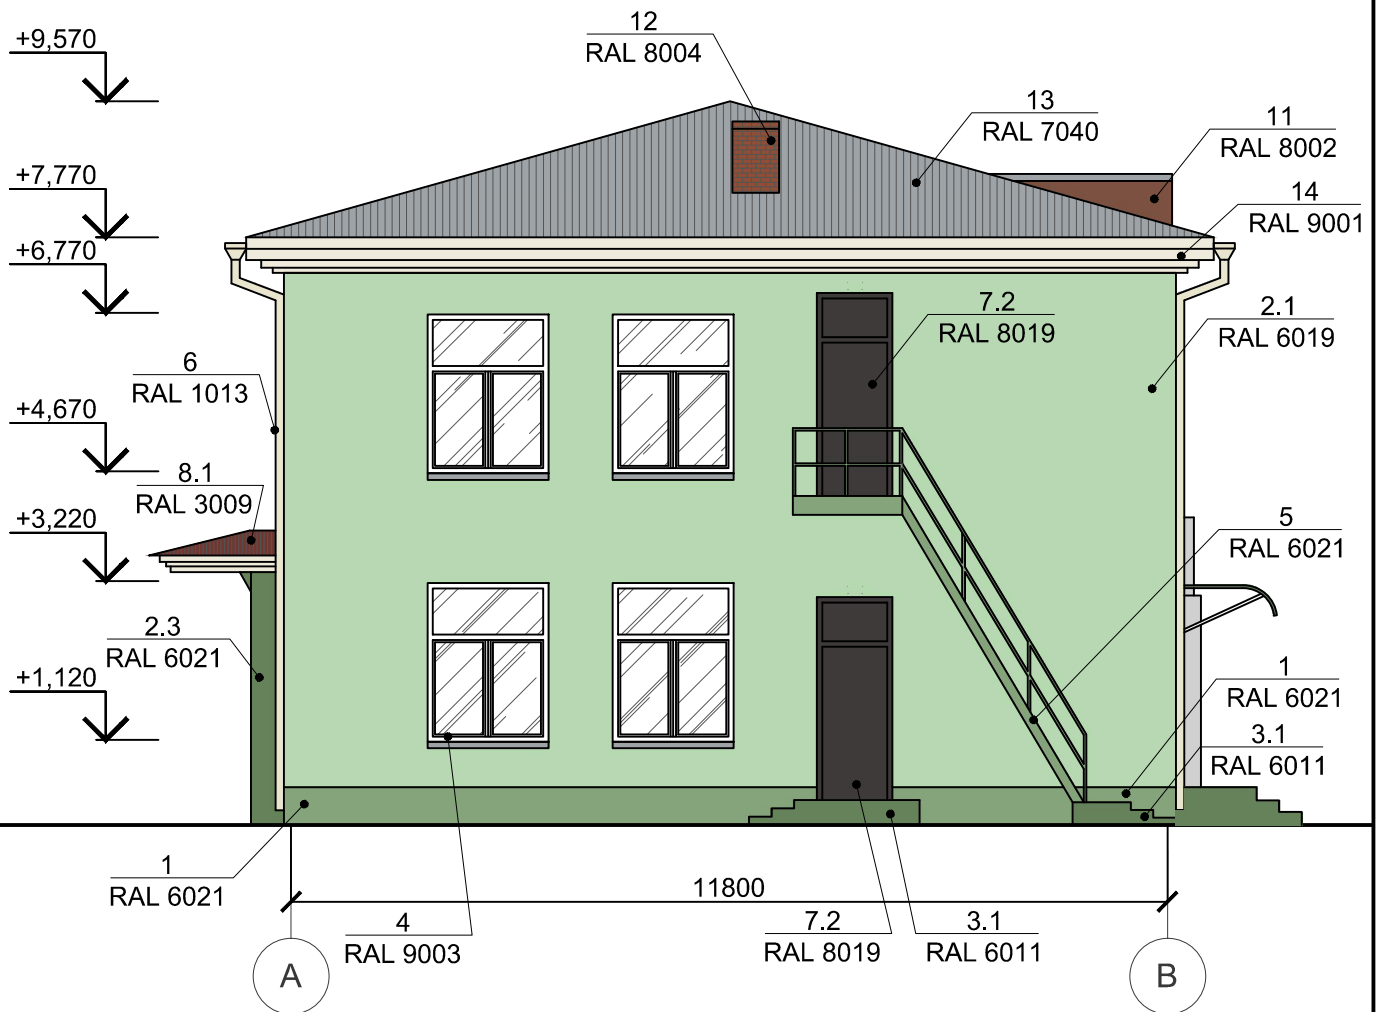 +9,570
12
RAL 8004
13
RAL 7040
11
RAL 8002
+7,770
14
RAL 9001
+6,770
7.2
RAL 8019
2.1
RAL 6019
6
RAL 1013
+4,670
8.1
RAL 3009
+3,220
5
RAL 6021
2.3
RAL 6021
+1,120
1
RAL 6021
3.1
RAL 6011
1
RAL 6021
11800
4
RAL 9003
7.2
RAL 8019
3.1
RAL 6011
A
B